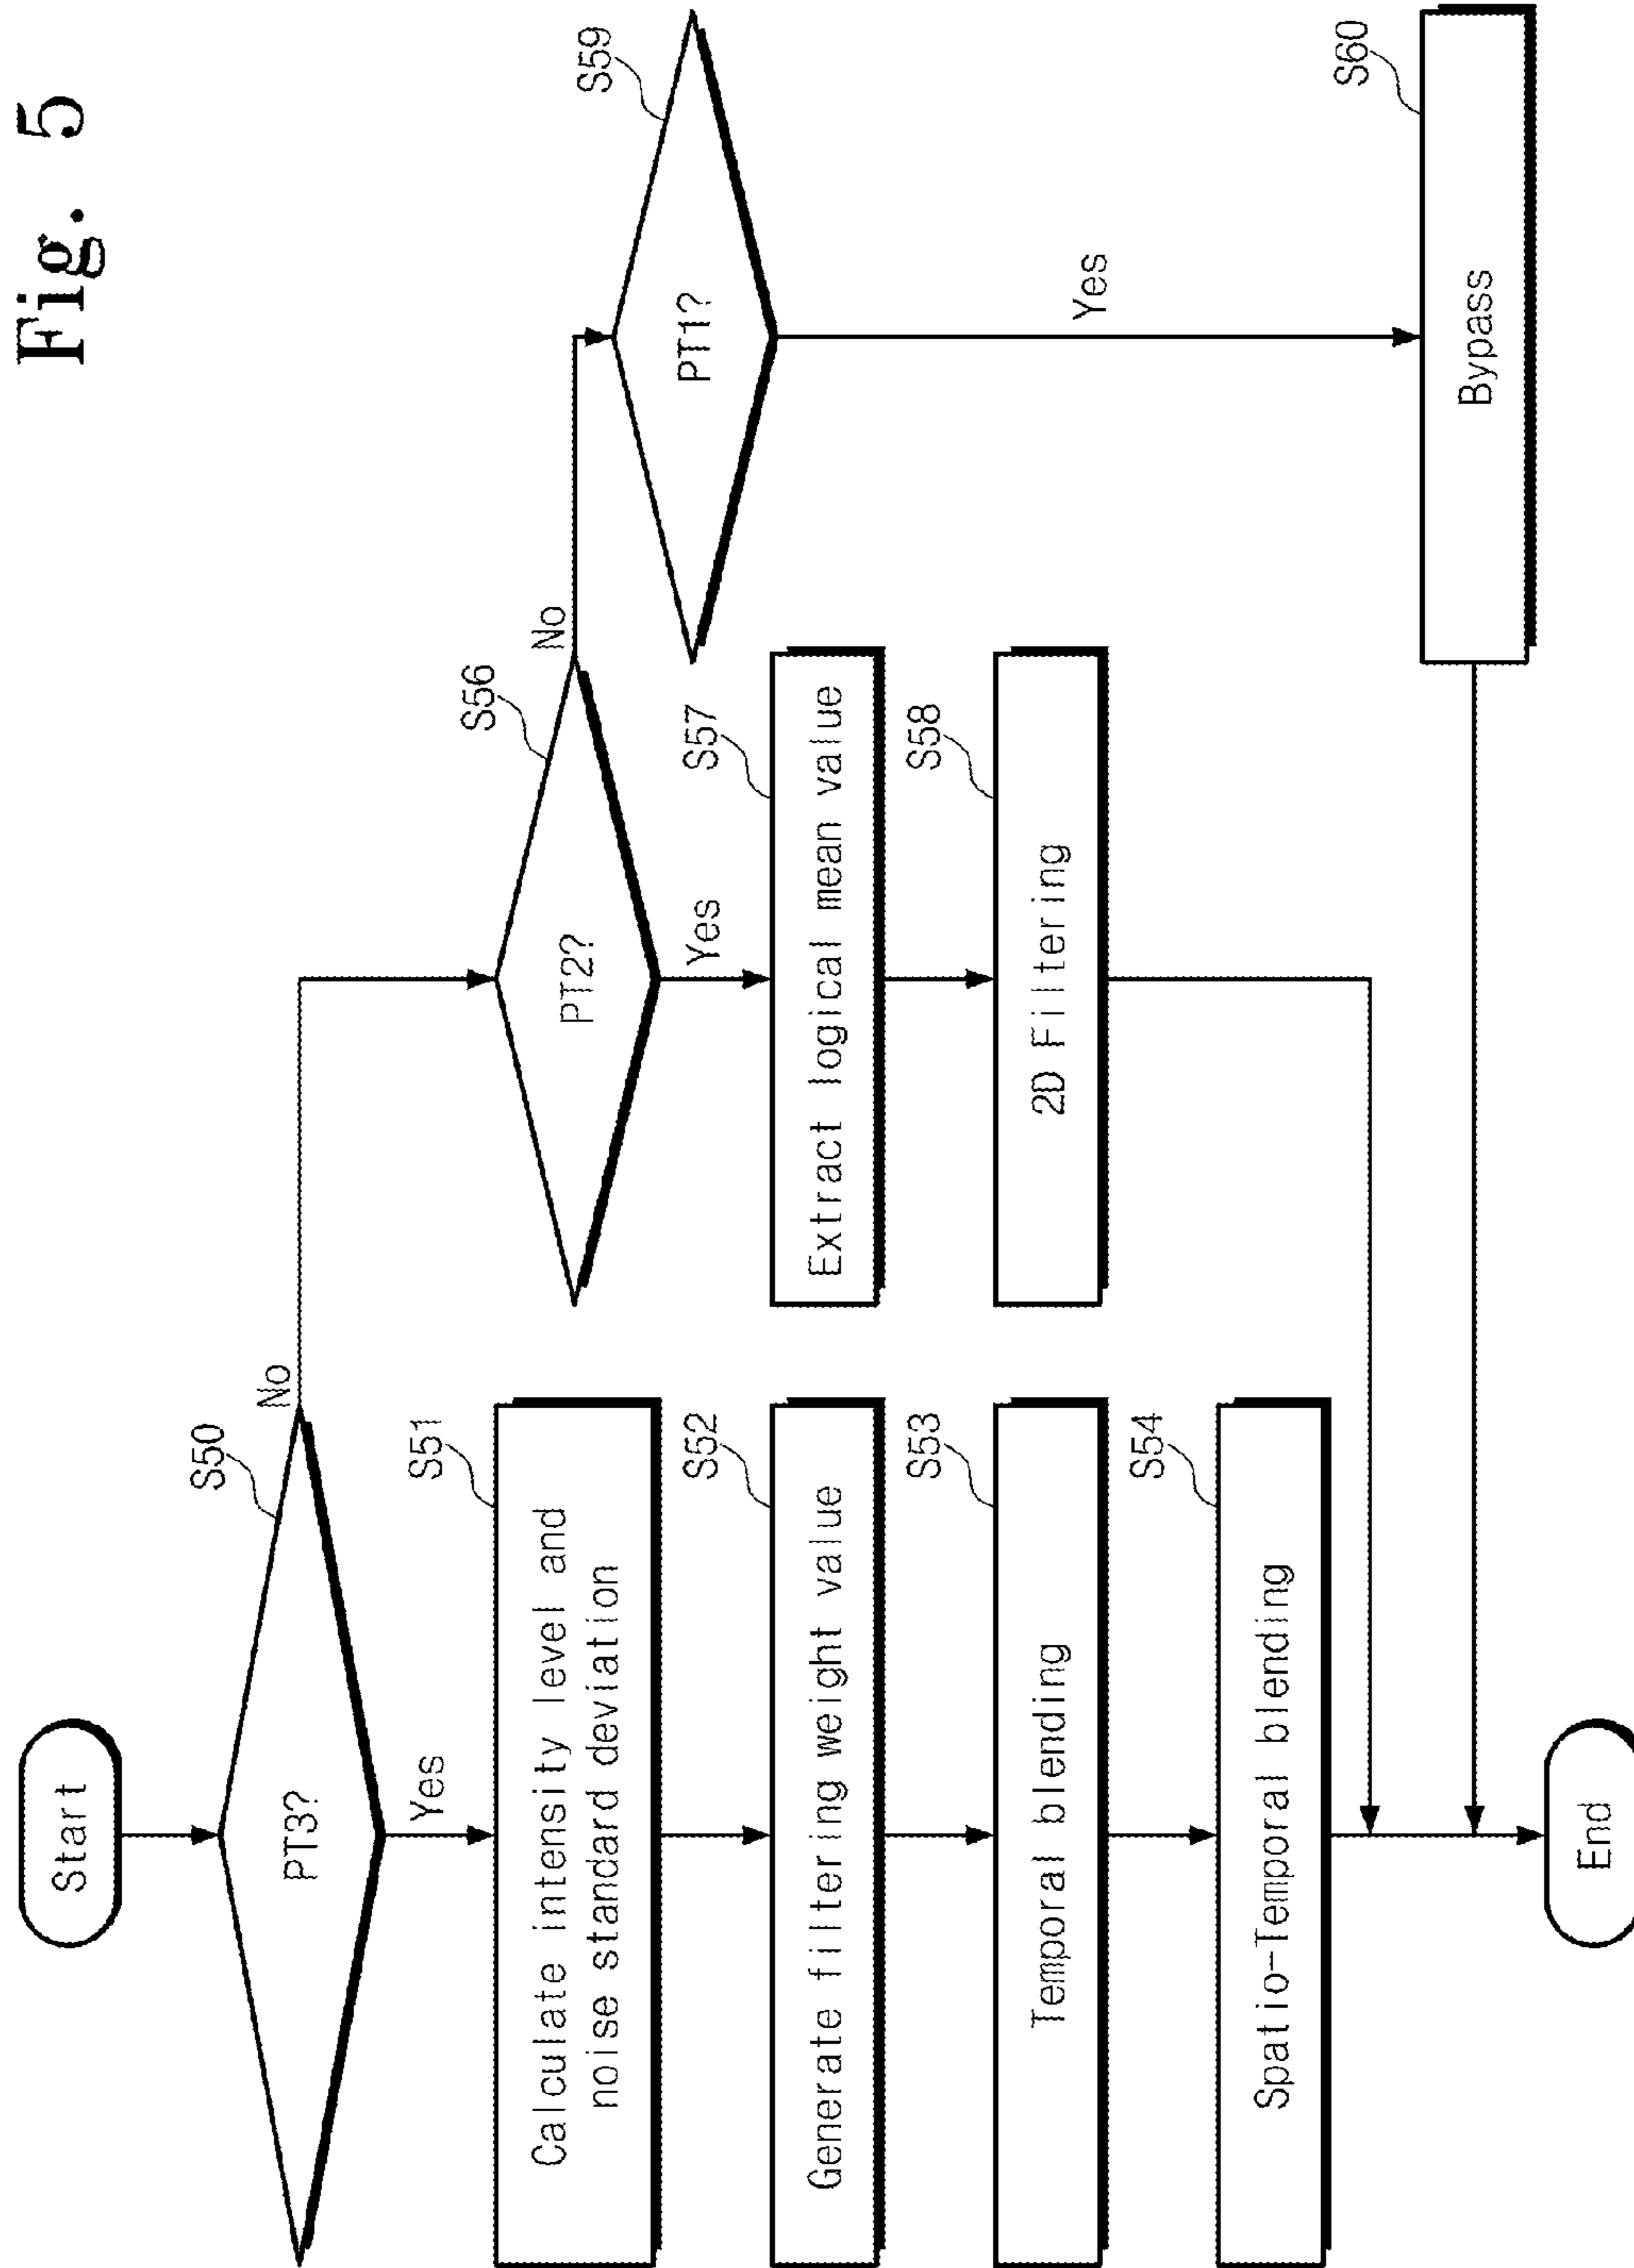 Fig. 5
Start
S50
PT3?
No
Yes
S51
Calculate intensity level and
noise standard deviation
S52
Generate filtering weight value
S53
Temporal blending
S54
Spatio-Temporal blending
S56
PT2?
No
Yes
S57
Extract logical mean value
S58
2D Filtering
S59
PT1?
Yes
S60
Bypass
End